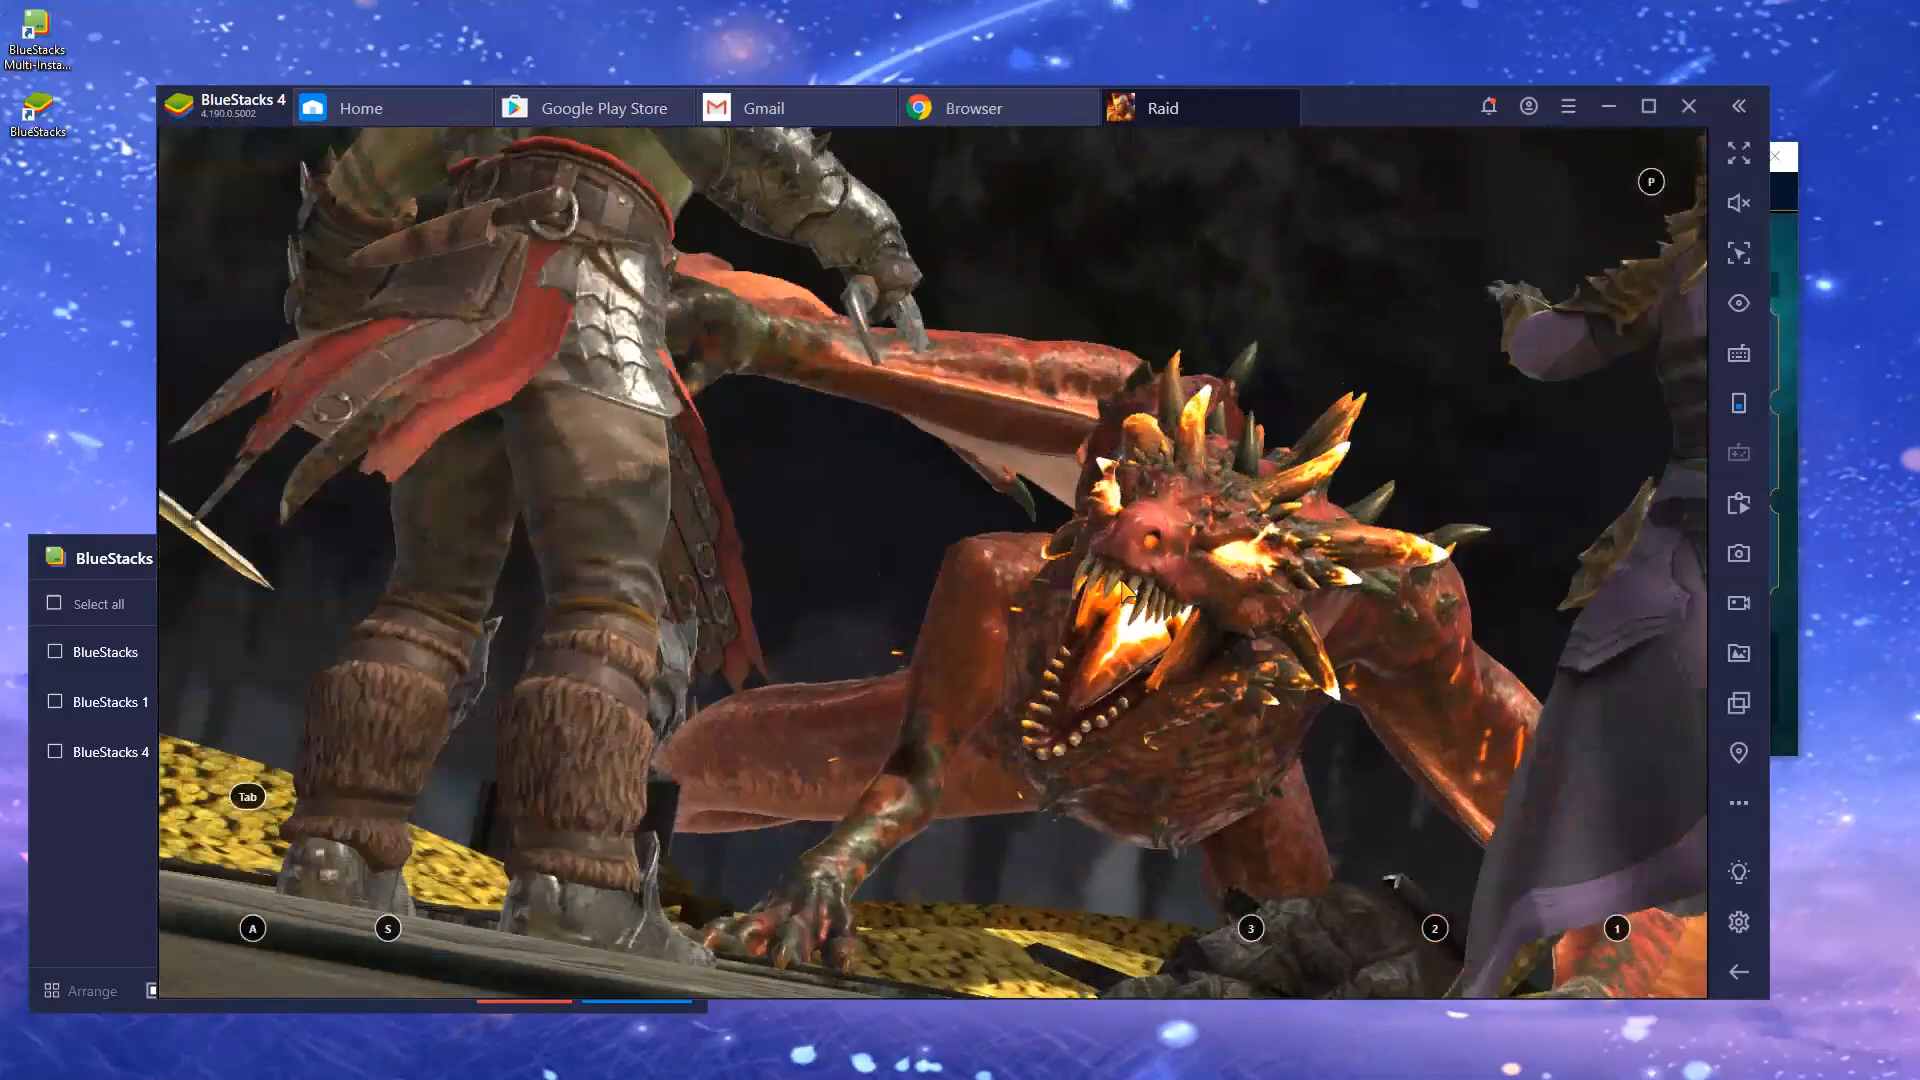 BlueStacks
Multi-Insta...
BlueStacks
BlueStacks 4
4.190.0.5002
Home
Google Play Store
Gmail
Browser
Raid
P
BlueStacks
Select all
BlueStacks
BlueStacks 1
BlueStacks 4
Arrange
Tab
A
S
3
2
1